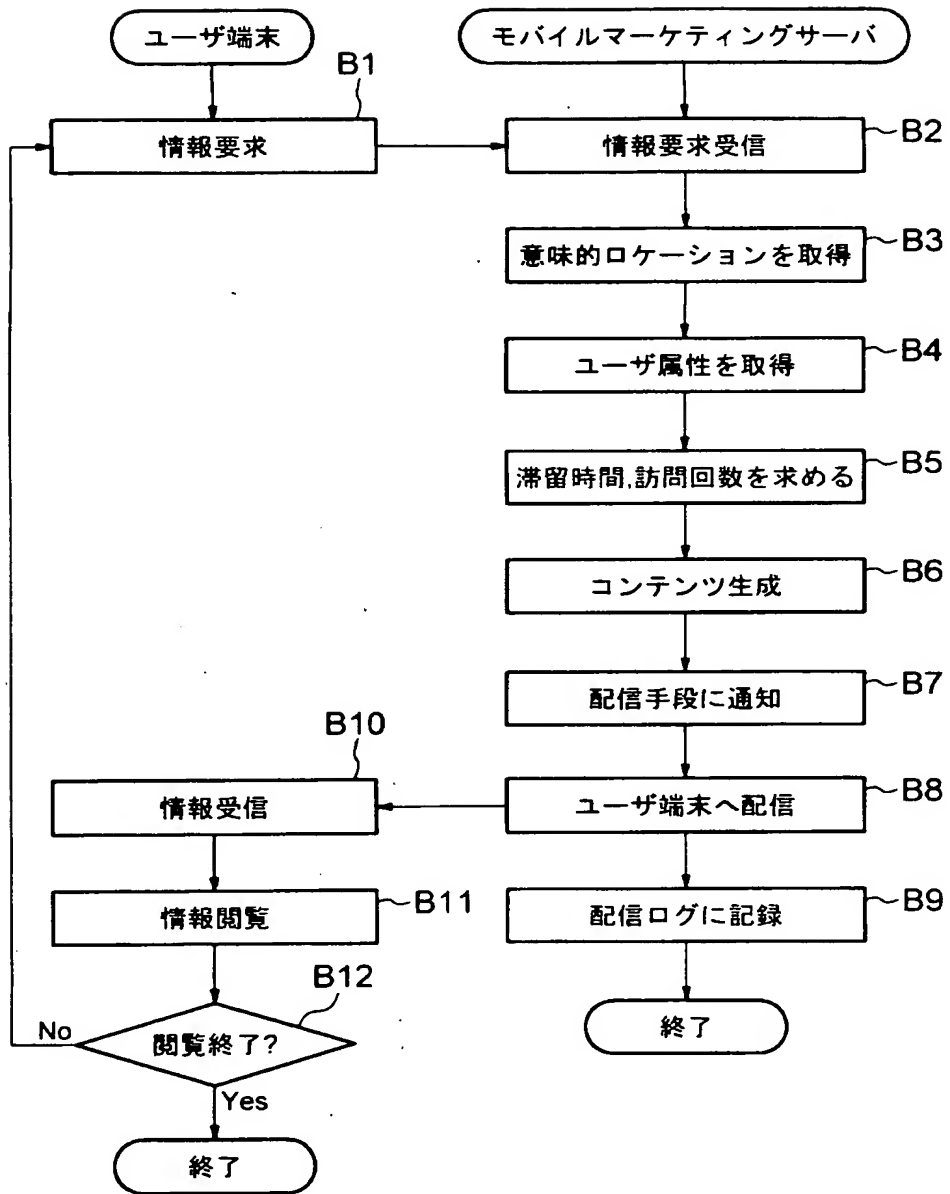 ユーザ端末
モバイルマーケティングサーバ
B1
情報要求
B2
情報要求受信
B3
意味的ロケーションを取得
B4
ユーザ属性を取得
B5
滞留時間,訪問回数を求める
B6
コンテンツ生成
B7
配信手段に通知
B8
ユーザ端末へ配信
B9
配信ログに記録
終了
B10
情報受信
B11
情報閲覧
B12
閲覧終了?
No
Yes
終了